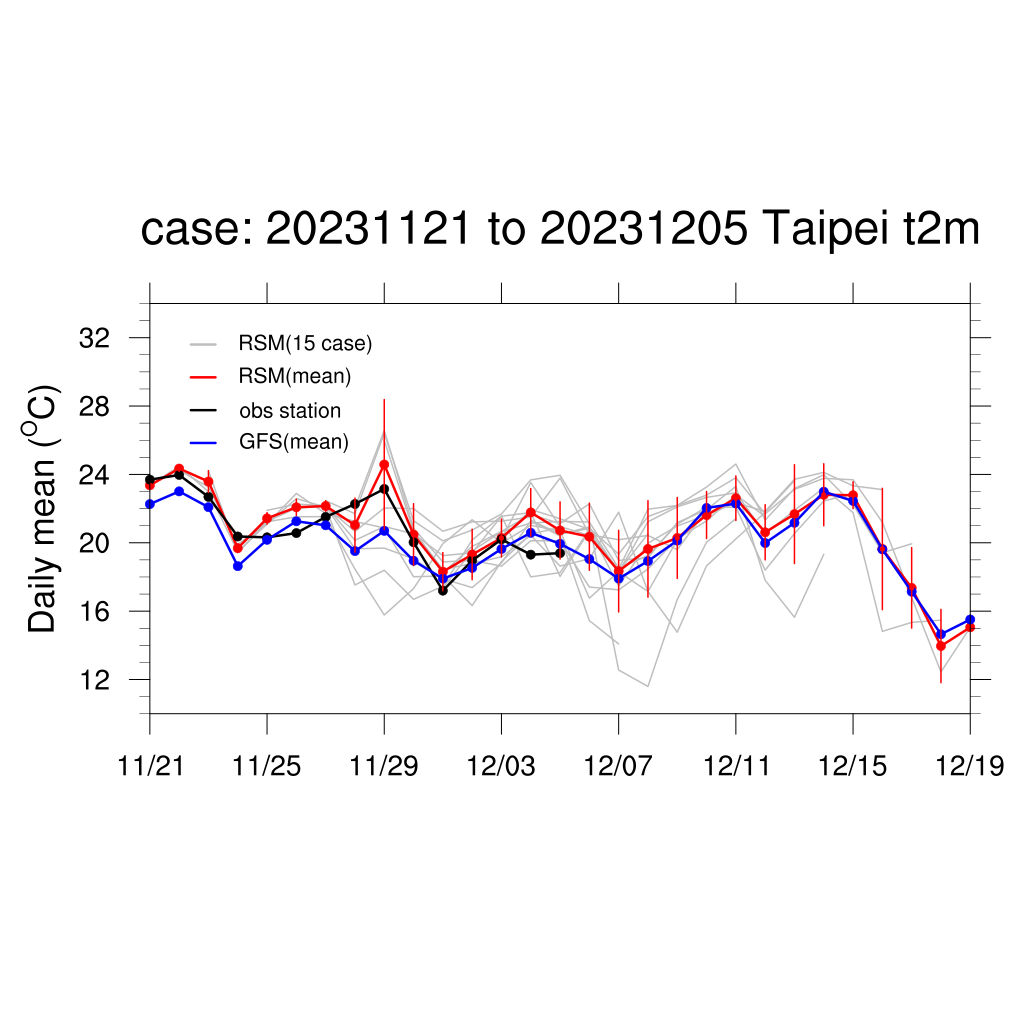 case: 20231121 to 20231205 Taipei t2m
Daily mean (°C)
32
28
24
20
16
12
RSM(15 case)
RSM(mean)
obs station
GFS(mean)
11/21 11/25 11/29 12/03 12/07 12/11 12/15 12/19